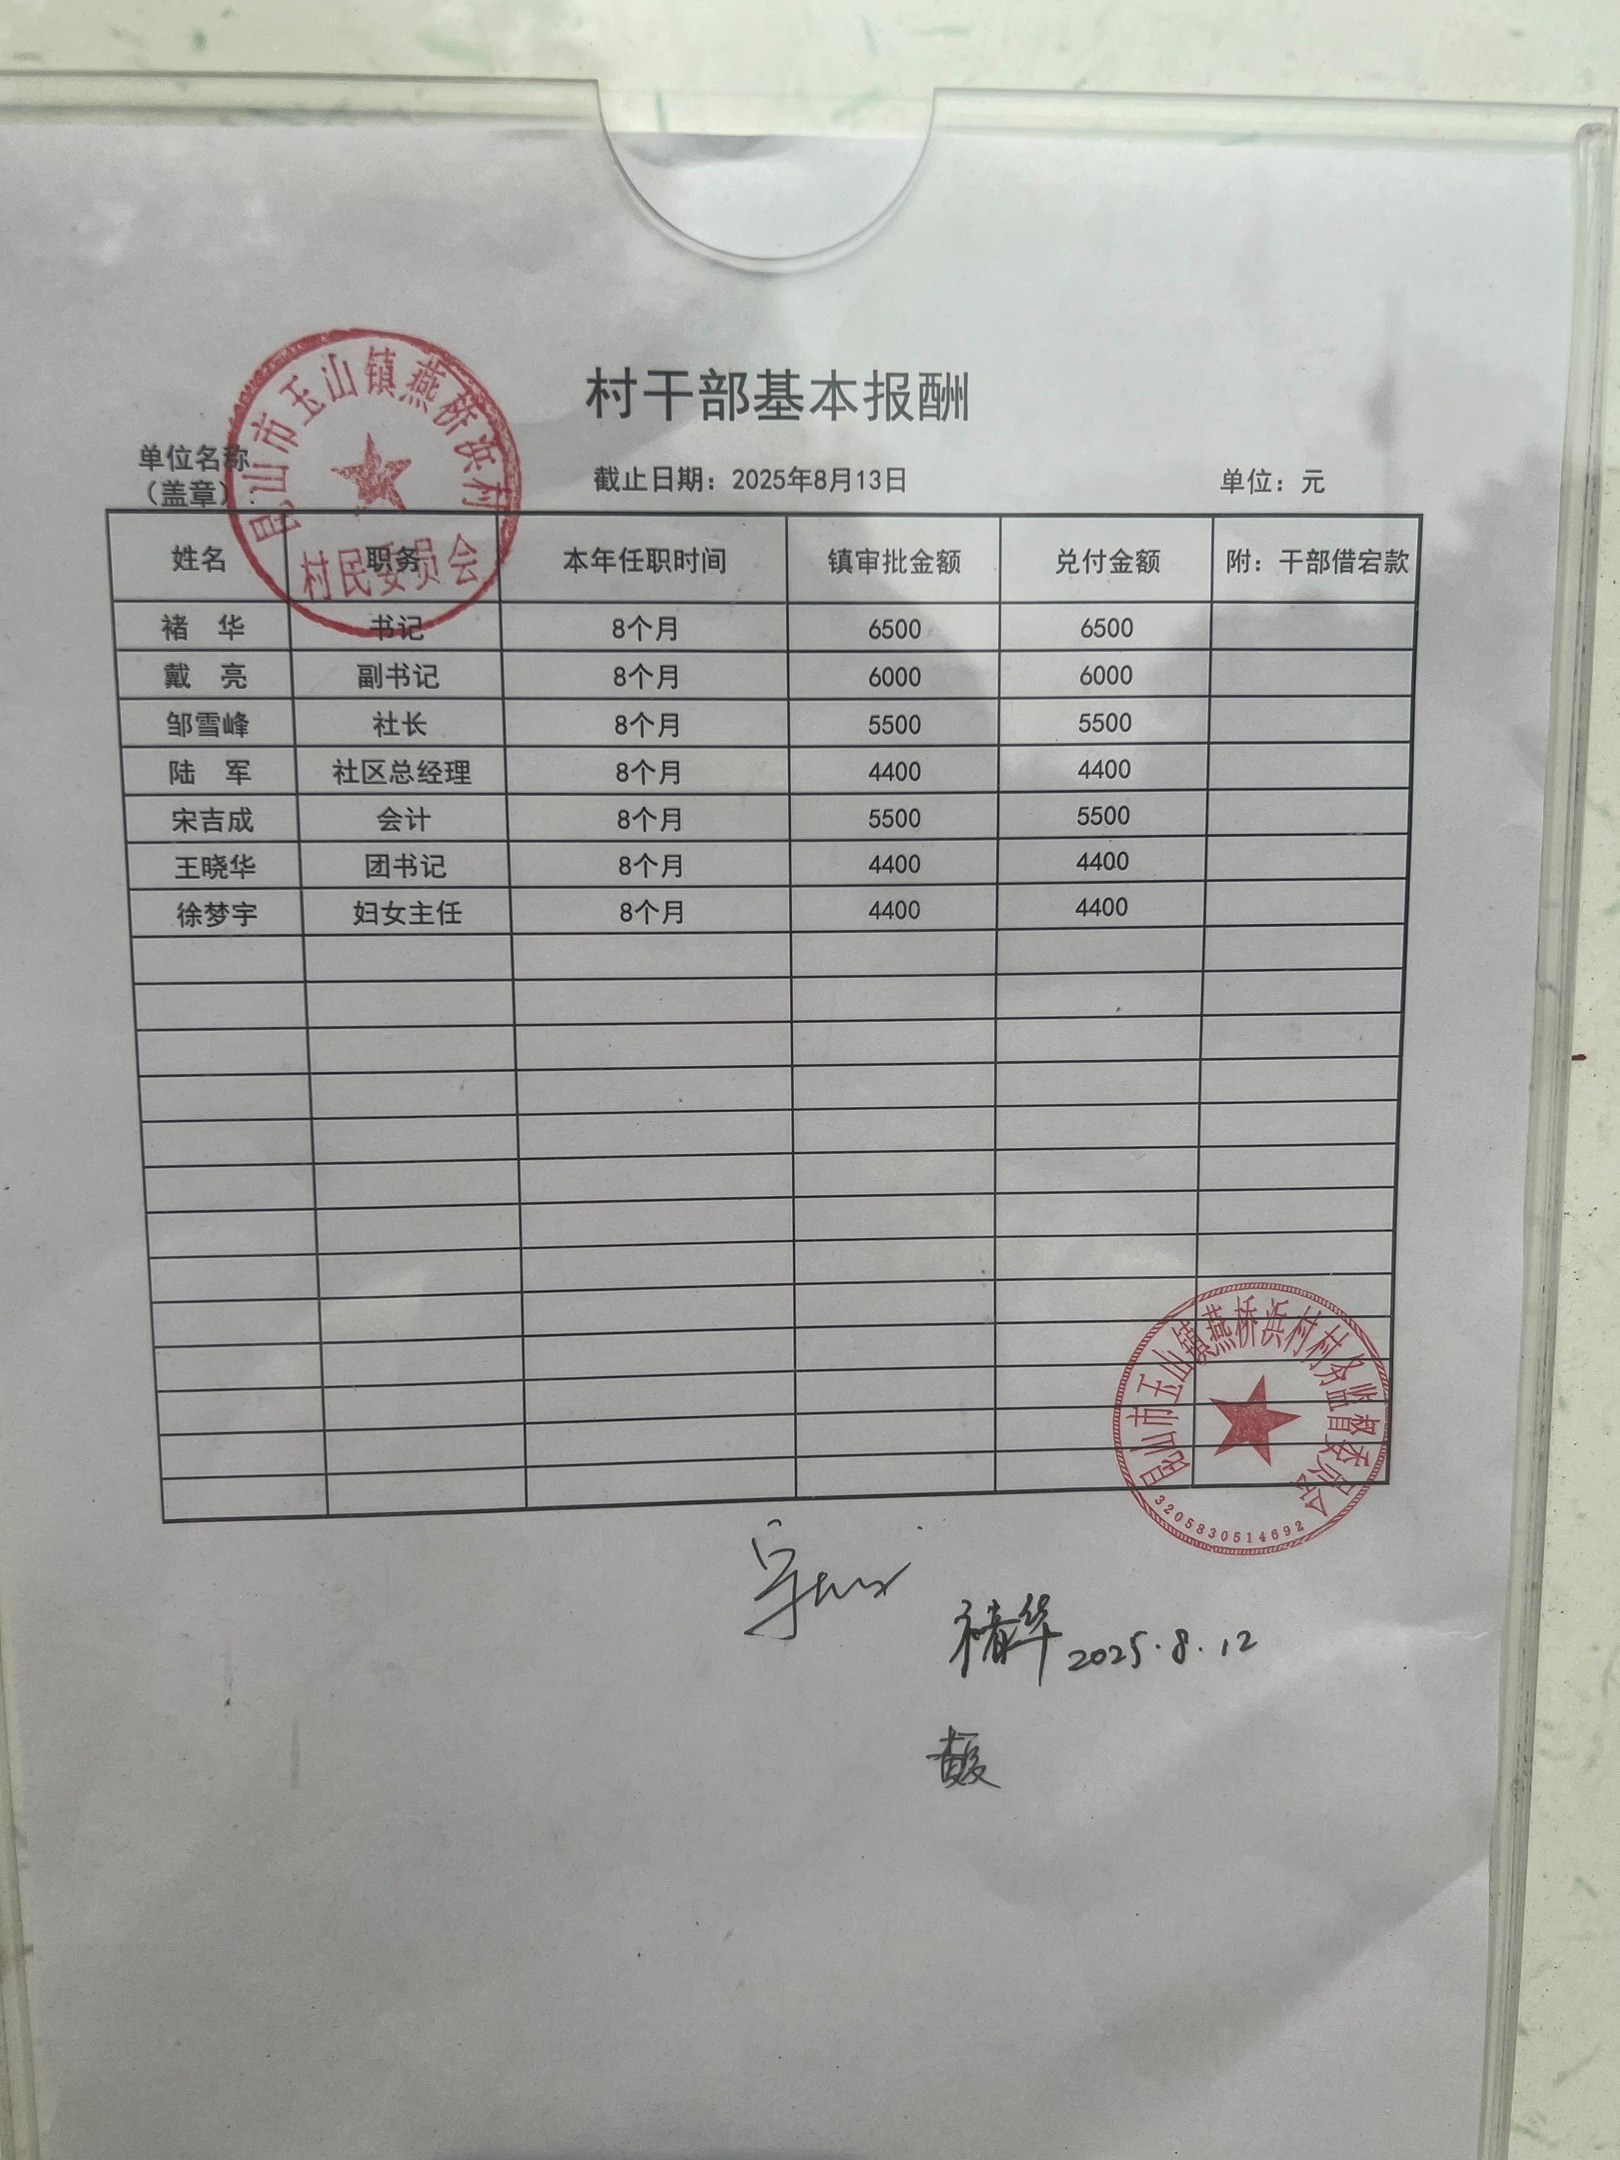 昆山市玉山镇燕桥浜村
村民委员会
村干部基本报酬
单位名称
（盖章）
截止日期：2025年8月13日
单位：元
姓名 职务 本年任职时间 镇审批金额 兑付金额 附：干部借宕款
褚 华 书记 8个月 6500 6500
戴 亮 副书记 8个月 6000 6000
邹雪峰 社长 8个月 5500 5500
陆 军 社区总经理 8个月 4400 4400
宋吉成 会计 8个月 5500 5500
王晓华 团书记 8个月 4400 4400
徐梦宇 妇女主任 8个月 4400 4400
昆山市玉山镇燕桥浜村村务监督委员会
3205830514692
褚华 2025.8.12